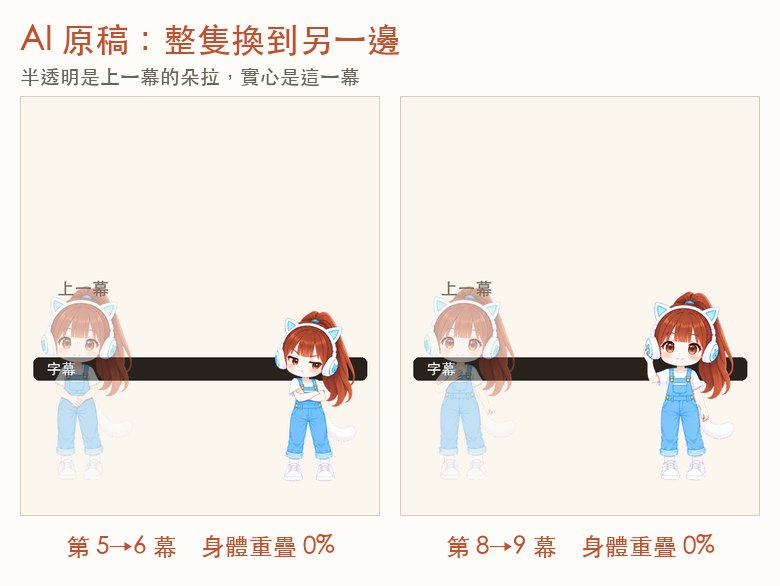 AI 原稿：整隻換到另一邊
半透明是上一幕的朵拉，實心是這一幕
上一幕
字幕
第 5→6 幕 身體重疊 0%
上一幕
字幕
第 8→9 幕 身體重疊 0%